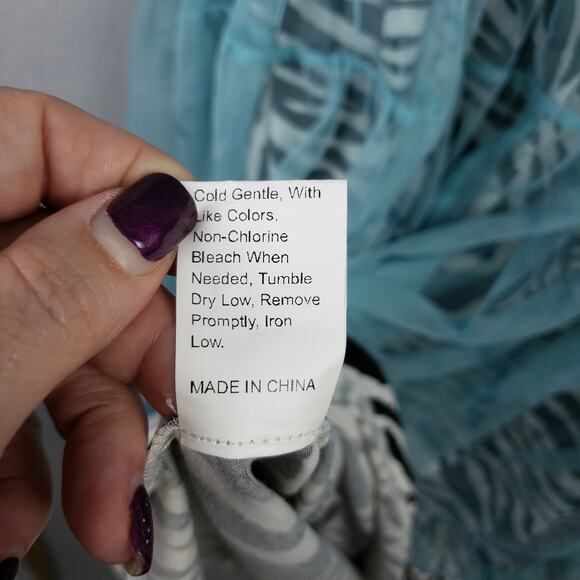 Cold Gentle, With
Like Colors,
Non-Chlorine
Bleach When
Needed, Tumble
Dry Low, Remove
Promptly, Iron
Low.
MADE IN CHINA